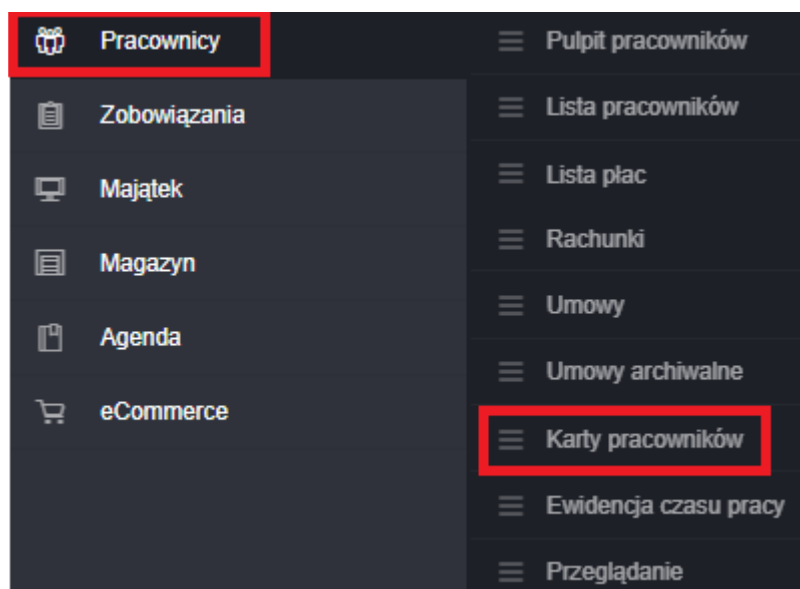 Pracownicy
Zobowiązania
Majątek
Magazyn
Agenda
eCommerce
Pulpit pracowników
Lista pracowników
Lista płac
Rachunki
Umowy
Umowy archiwalne
Karty pracowników
Ewidencja czasu pracy
Przeglądanie